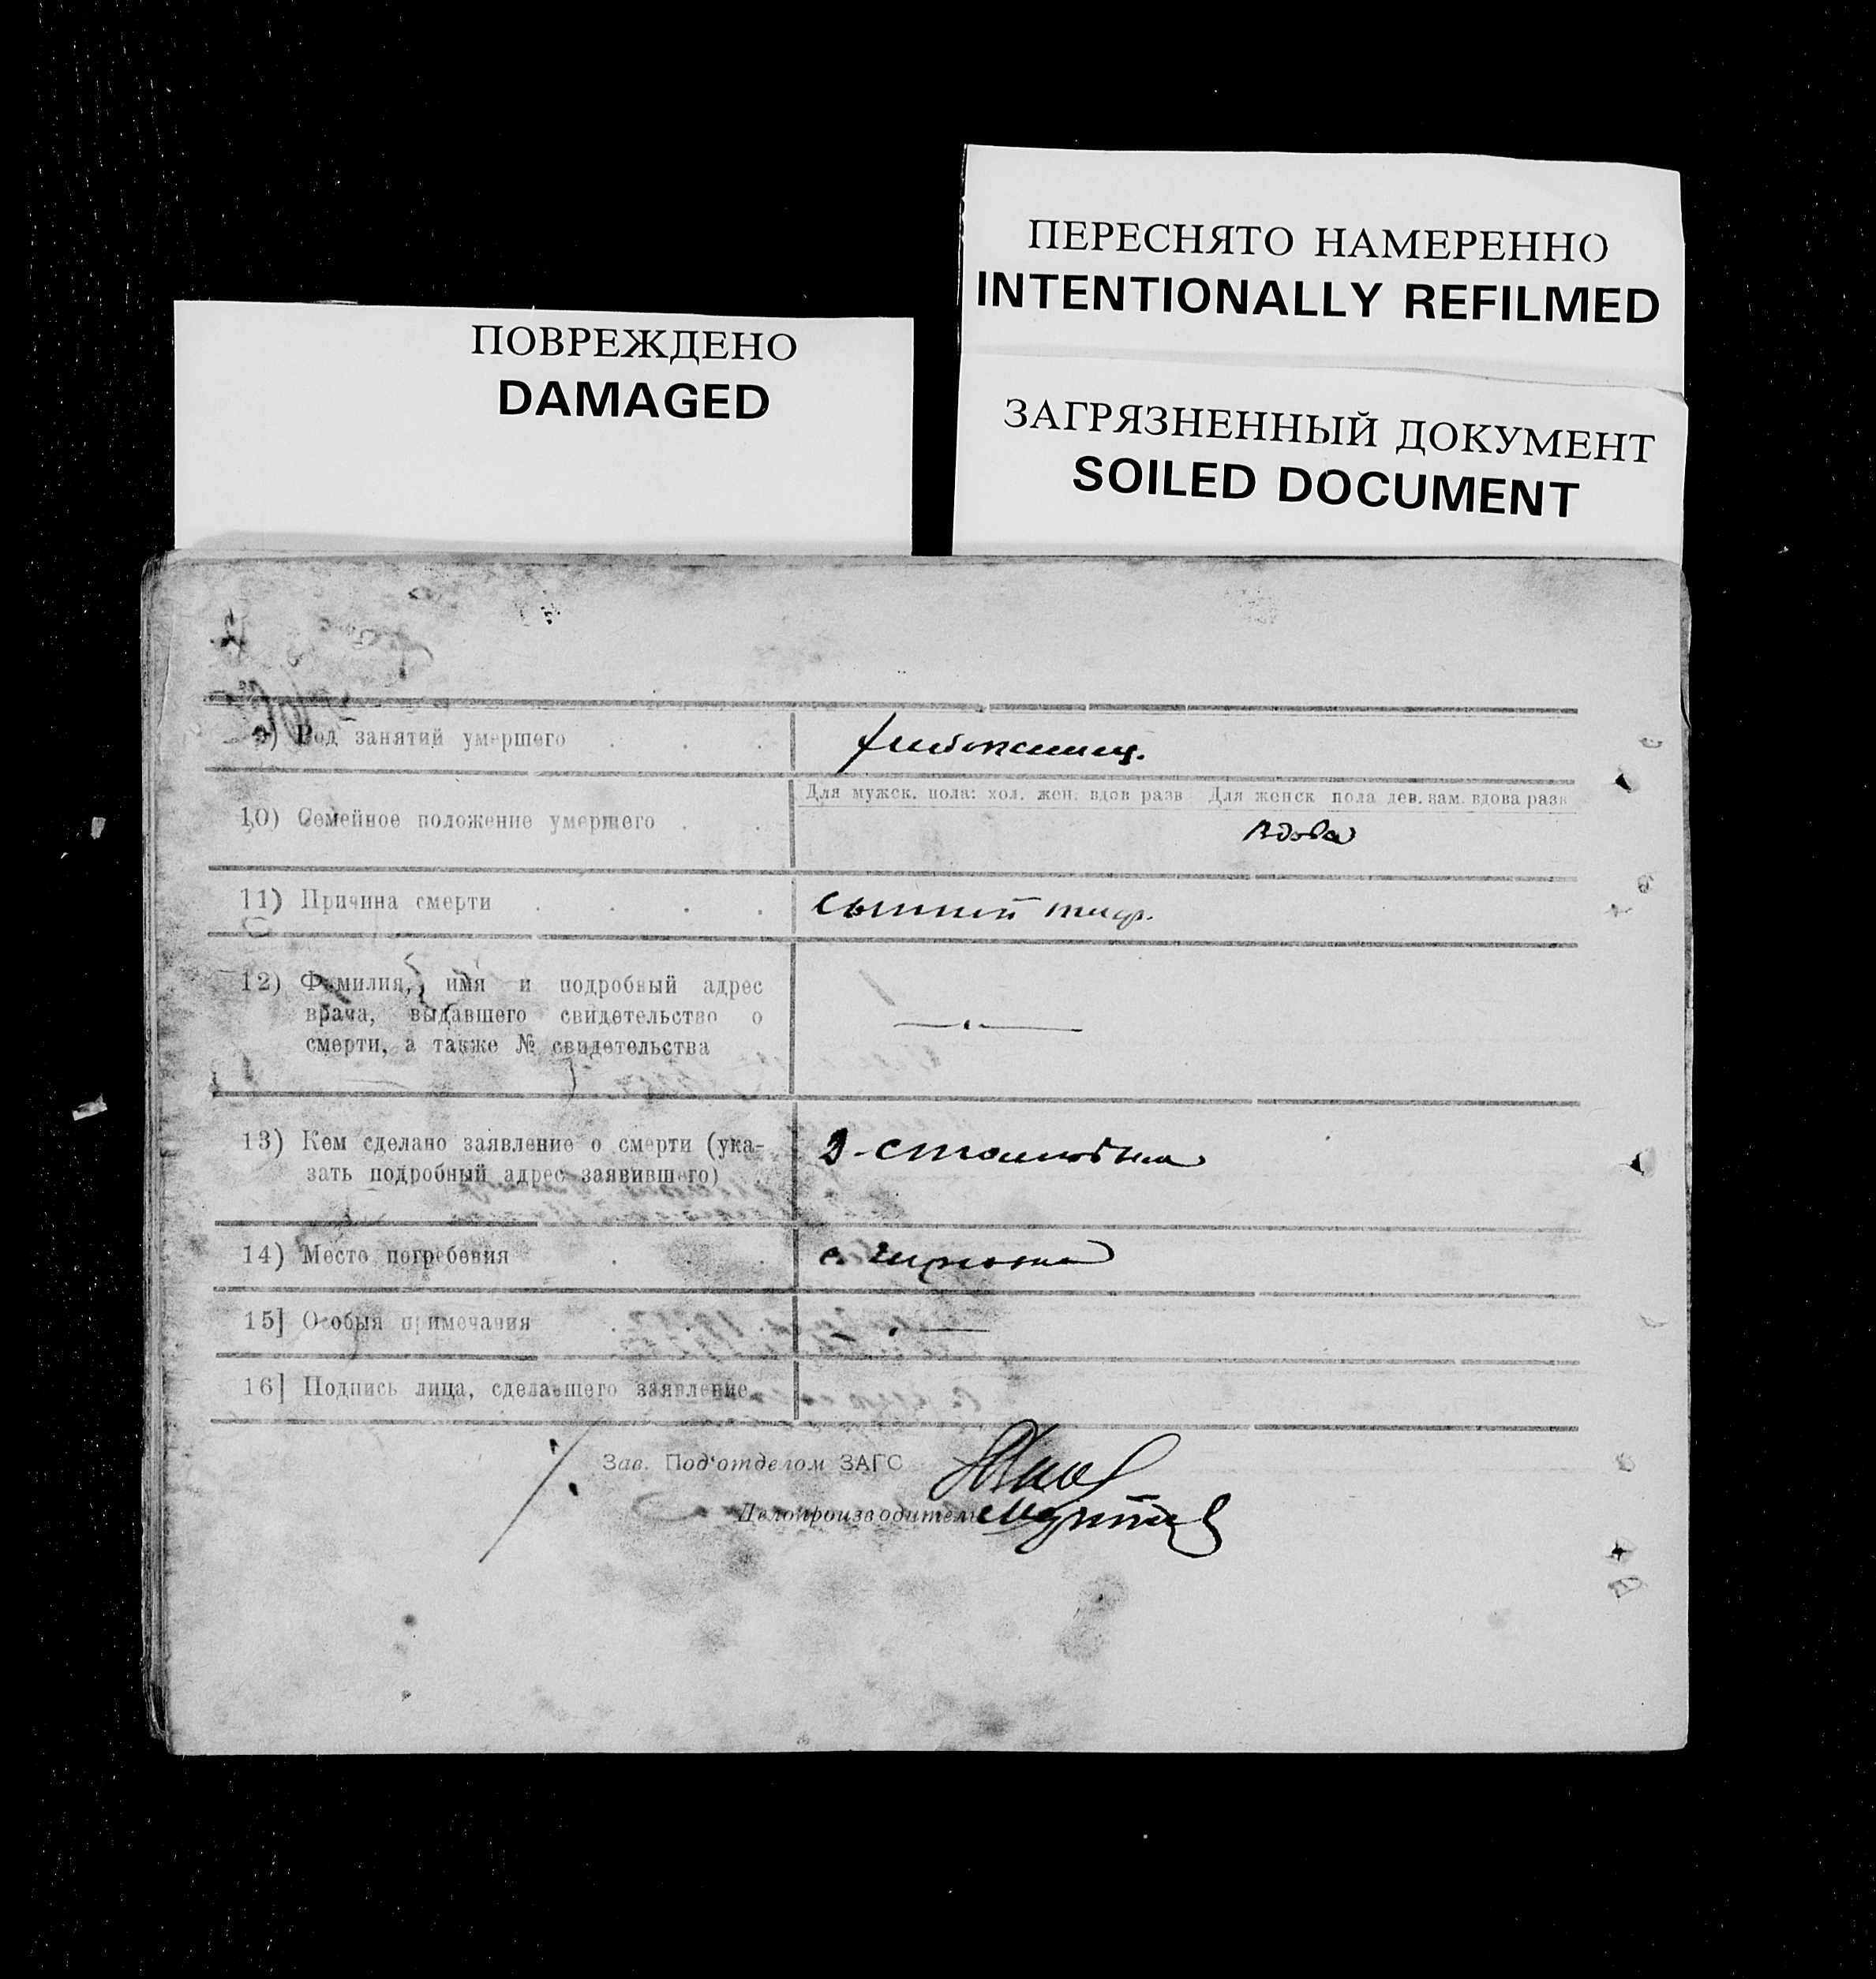 ПЕРЕСНЯТО НАМЕРЕННО
INTENTIONALLY REFILMED
ПОВРЕЖДЕНО
DAMAGED
ЗАГРЯЗНЕННЫЙ ДОКУМЕНТ
SOILED DOCUMENT
9) Род занятий умершего . . .
10) Семейное положение умершего . .
Для мужск. пола: хол. жен. вдов разв Для женск пола дев. зам. вдова разв
Вдова
11) Причина смерти . . . .
сыпной тиф.
12) Фамилия, имя и подробный адрес
врача, выдавшего свидетельство о
смерти, а также № свидетельства
13) Кем сделано заявление о смерти (ука-
зать подробный адрес заявившего)
14) Место погребения . . .
с.
15] Особыя примечания . . .
16] Подпись лица, сделавшего заявление
Зав. Под'отделом ЗАГС
Делопроизводитель